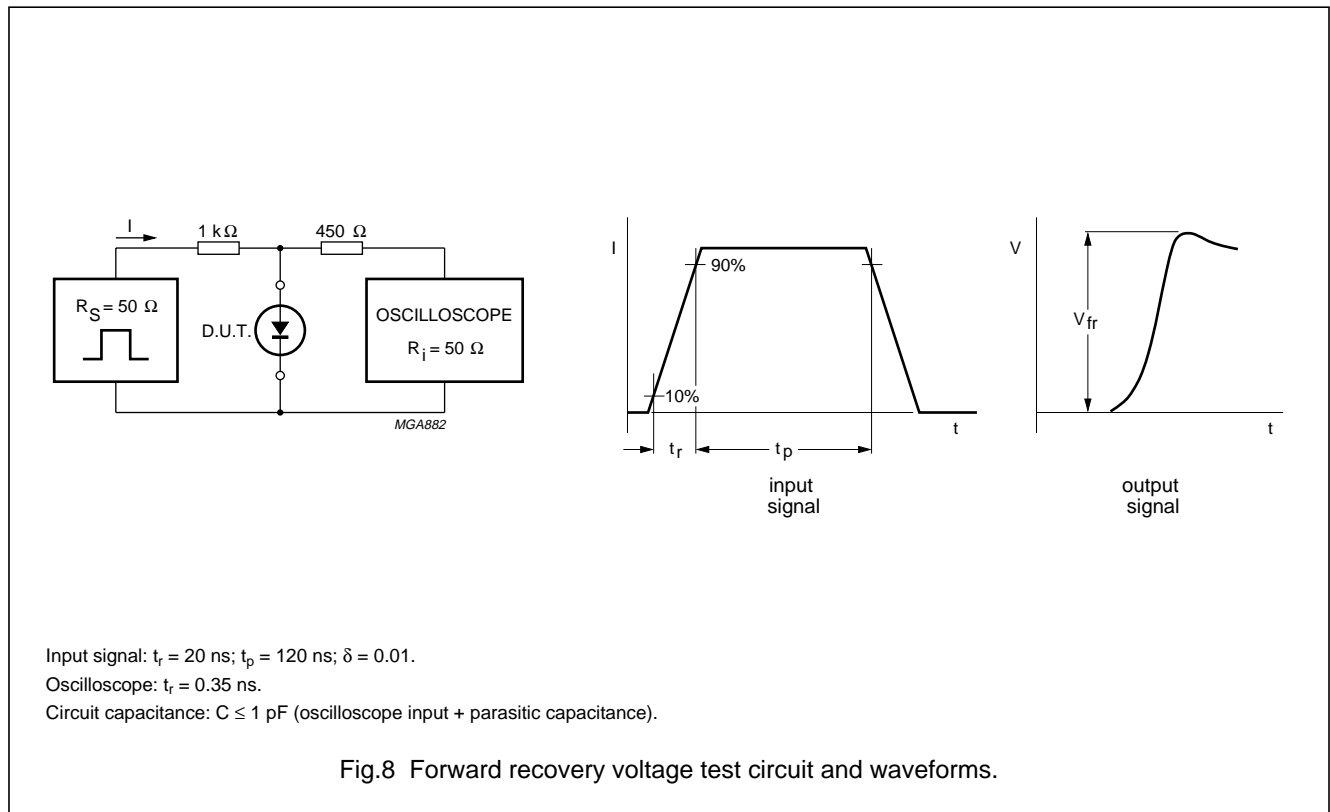 I
1 kΩ
450 Ω
R_S = 50 Ω
D.U.T.
OSCILLOSCOPE
R_i = 50 Ω
MGA882
I
90%
10%
t_r
t_p
t
input
signal
V
V_fr
t
output
signal
Input signal: t_r = 20 ns; t_p = 120 ns; δ = 0.01.
Oscilloscope: t_r = 0.35 ns.
Circuit capacitance: C ≤ 1 pF (oscilloscope input + parasitic capacitance).
Fig.8 Forward recovery voltage test circuit and waveforms.